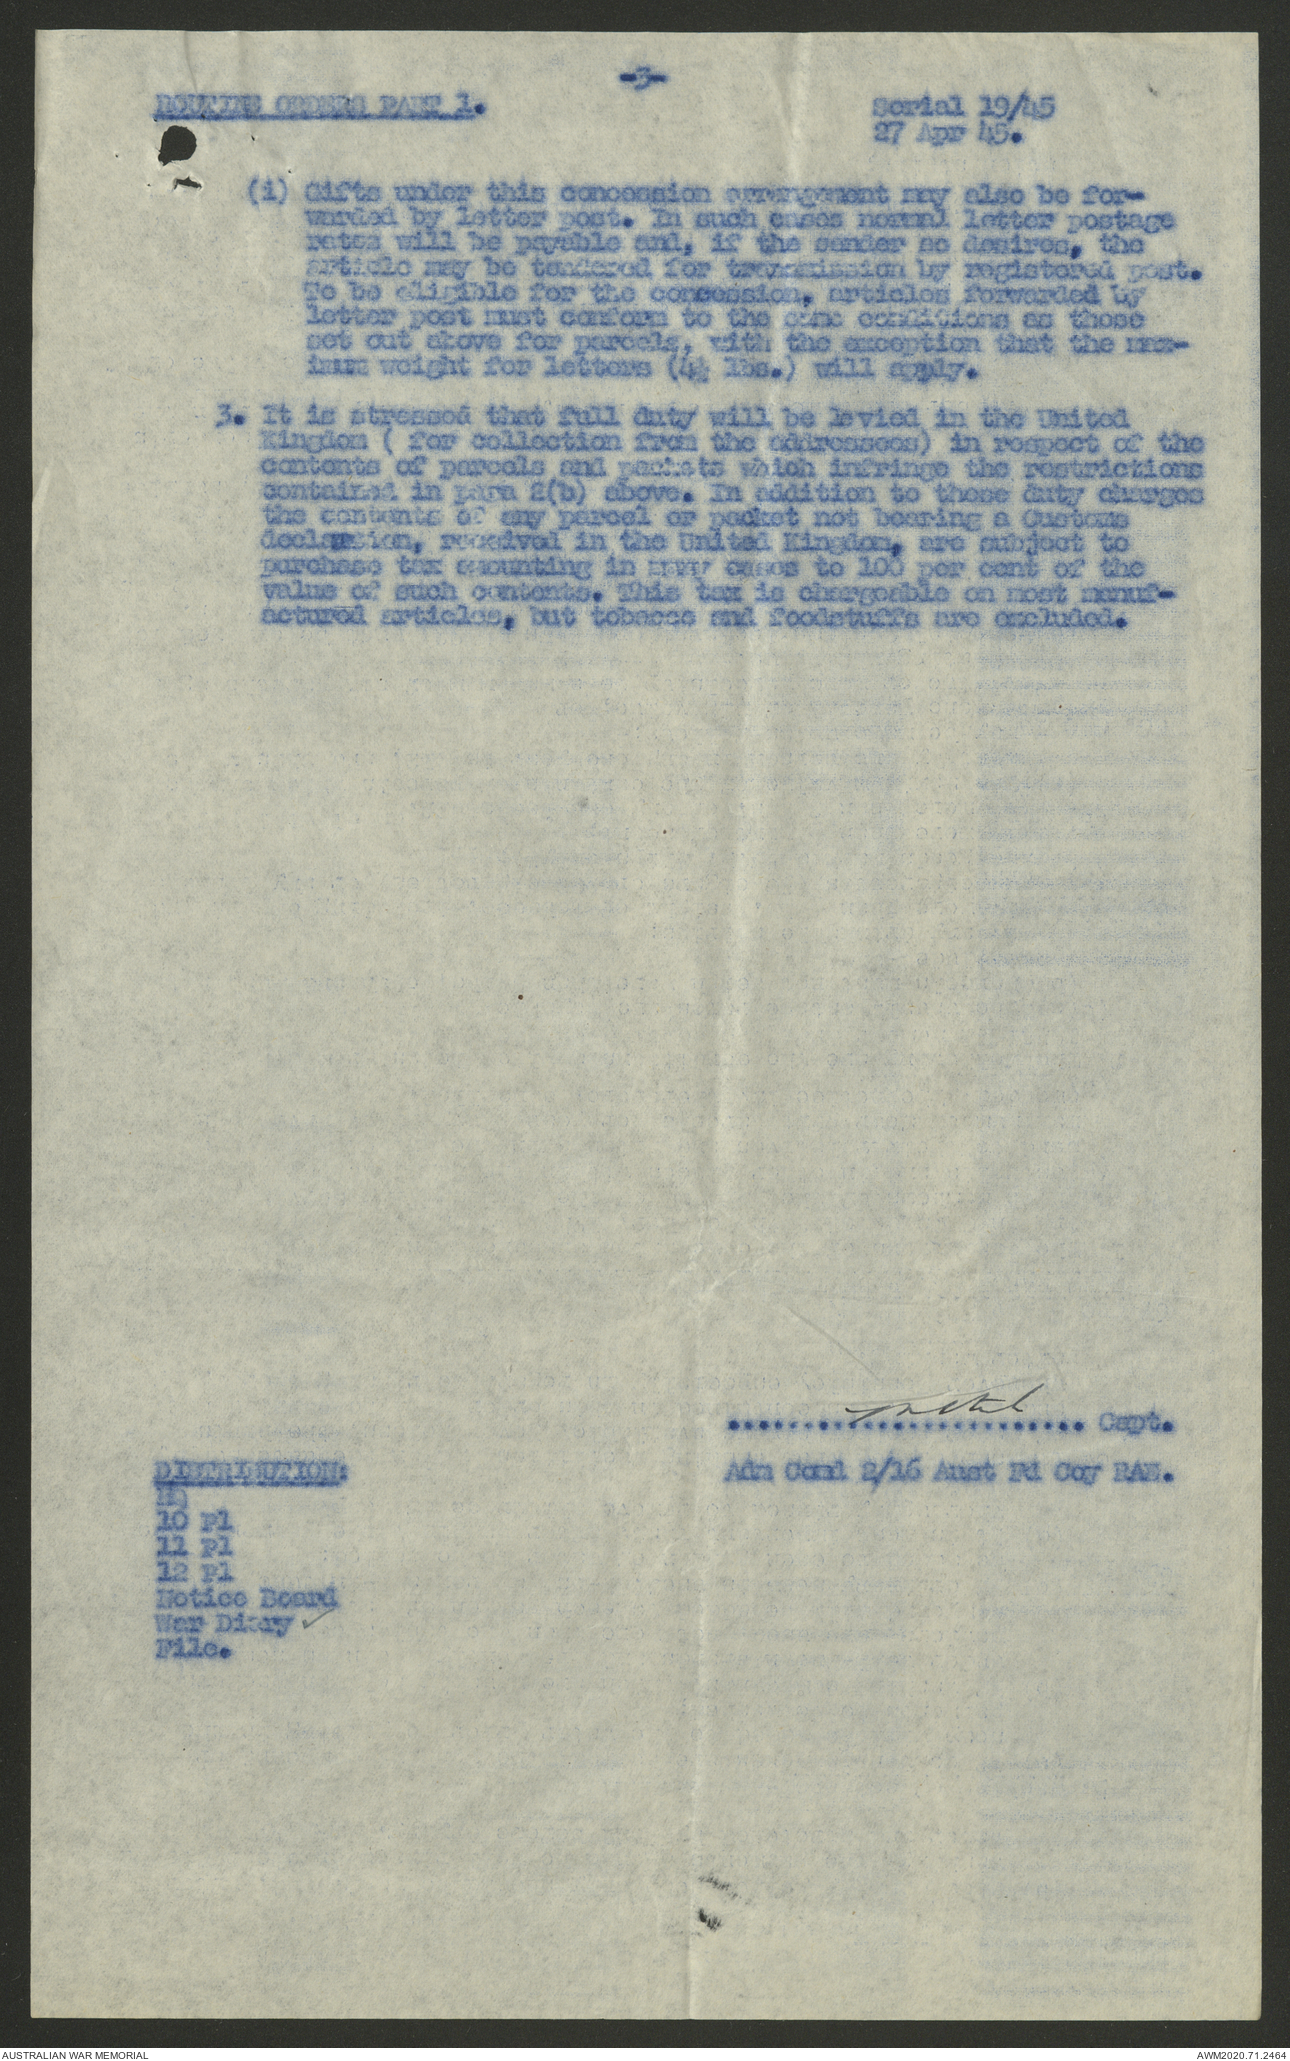 -3-
ROUTINE ORDERS PART 1.
Serial 19/45
27 Apr 45.
(i) Gifts under this concession arrangement may also be for-
warded by letter post. In such cases normal letter postage
rates will be payable and, if the sender so desires, the
article may be tendered for transmission by registered post.
To be eligible for the concession, articles forwarded by
letter post must conform to the same conditions as those
set out above for parcels, with the exception that the max-
imum weight for letters (4½ lbs.) will apply.
3. It is stressed that full duty will be levied in the United
Kingdom ( for collection from the addressees) in respect of the
contents of parcels and packets which infringe the restrictions
contained in para 2(b) above. In addition to these duty charges
the contents of any parcel or packet not bearing a Customs
declaration, received in the United Kingdom, are subject to
purchase tax amounting in many cases to 100 per cent of the
value of such contents. This tax is chargeable on most manuf-
actured articles, but tobacco and foodstuffs are excluded.
.............................. Capt.
Adm Comd 2/16 Aust Fd Coy RAE.
DISTRIBUTION:
HQ
10 Pl
11 Pl
12 Pl
Notice Board
War Diary ✓
File.
AUSTRALIAN WAR MEMORIAL
AWM2020.71.2464